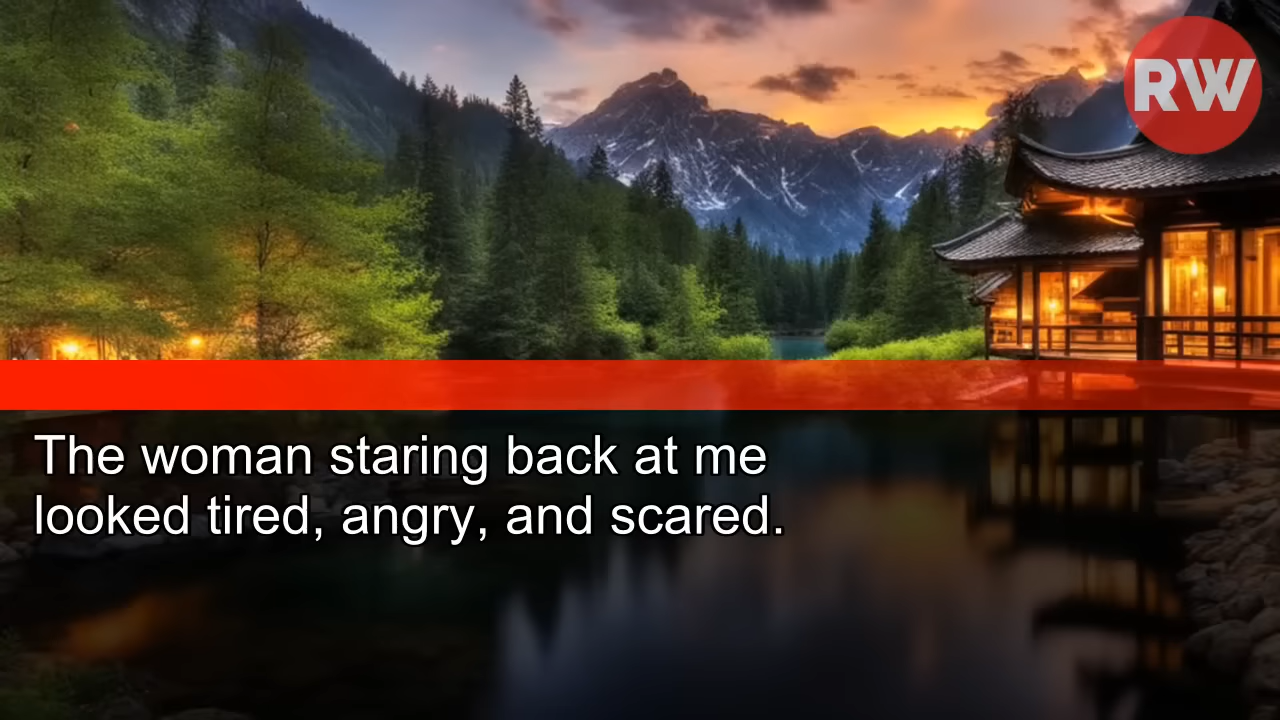 RW
The woman staring back at me
looked tired, angry, and scared.